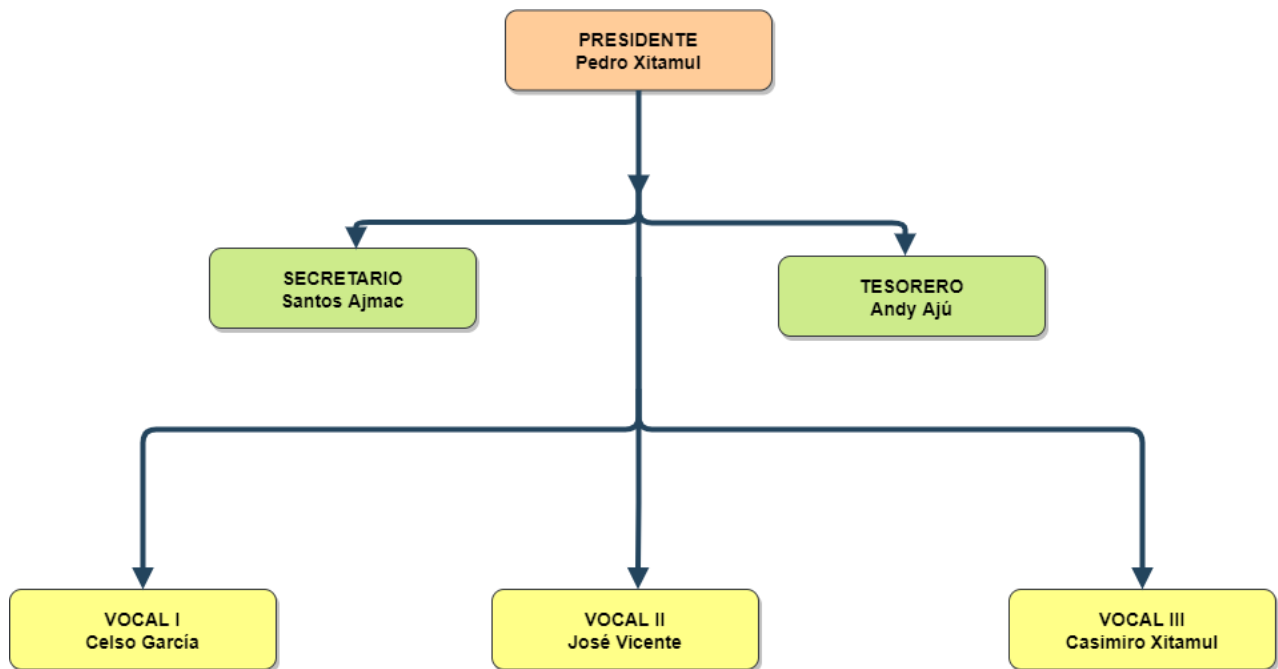 PRESIDENTE
Pedro Xitamul
SECRETARIO
Santos Ajmac
TESORERO
Andy Ajú
VOCAL I
Celso García
VOCAL II
José Vicente
VOCAL III
Casimiro Xitamul